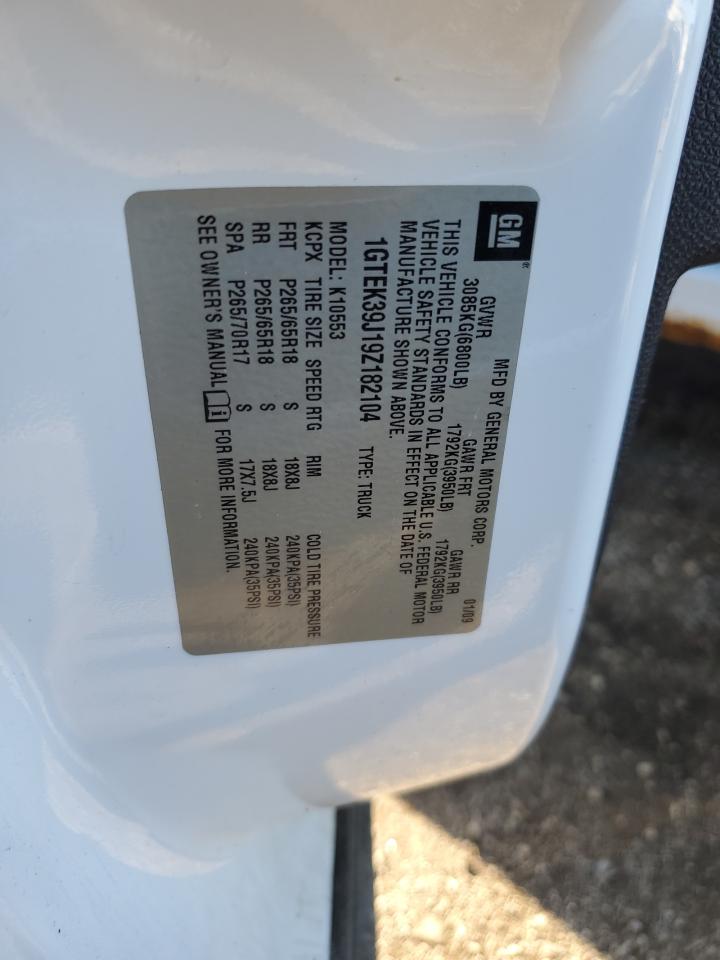 GM®
MFD BY GENERAL MOTORS CORP. 01/09
GVWR GAWR FRT GAWR RR
3085KG(6800LB) 1792KG(3950LB) 1792KG(3950LB)
THIS VEHICLE CONFORMS TO ALL APPLICABLE U.S. FEDERAL MOTOR
VEHICLE SAFETY STANDARDS IN EFFECT ON THE DATE OF
MANUFACTURE SHOWN ABOVE.
1GTEK39J19Z182104 TYPE: TRUCK
MODEL: K10553
KCPX TIRE SIZE SPEED RTG RIM COLD TIRE PRESSURE
FRT P265/65R18 S 18X8J 240KPA(35PSI)
RR P265/65R18 S 18X8J 240KPA(35PSI)
SPA P265/70R17 S 17X7.5J 240KPA(35PSI)
SEE OWNER'S MANUAL FOR MORE INFORMATION.